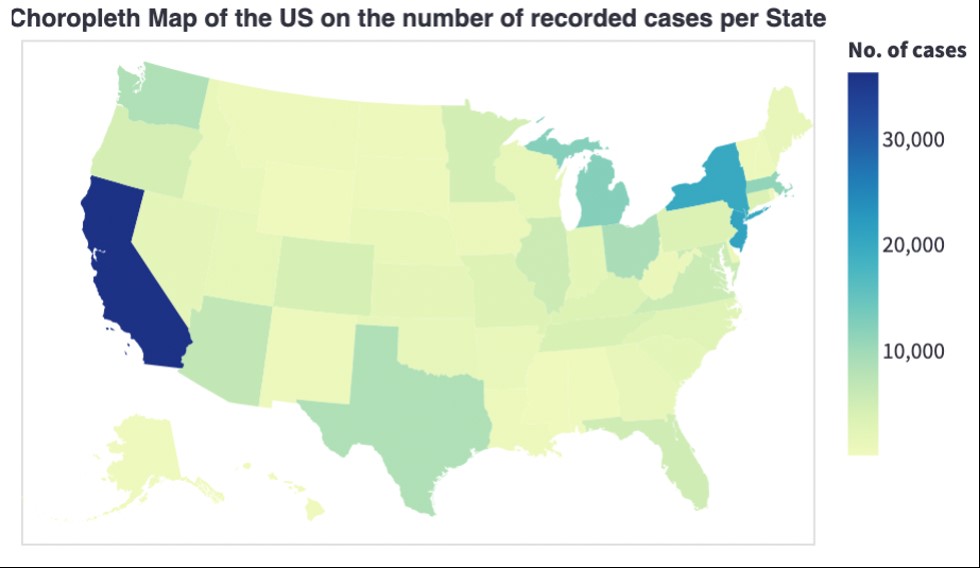 Choropleth Map of the US on the number of recorded cases per State
No. of cases
30,000
20,000
10,000